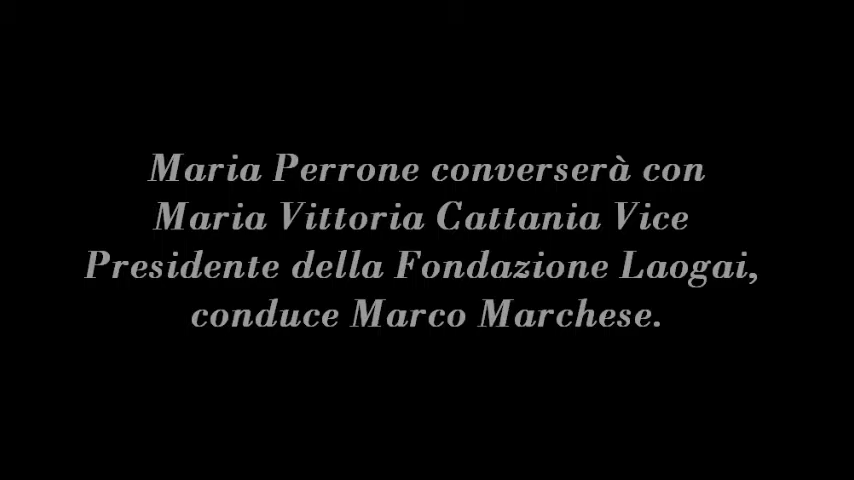 Maria Perrone converserà con
Maria Vittoria Cattania Vice
Presidente della Fondazione Laogai,
conduce Marco Marchese.